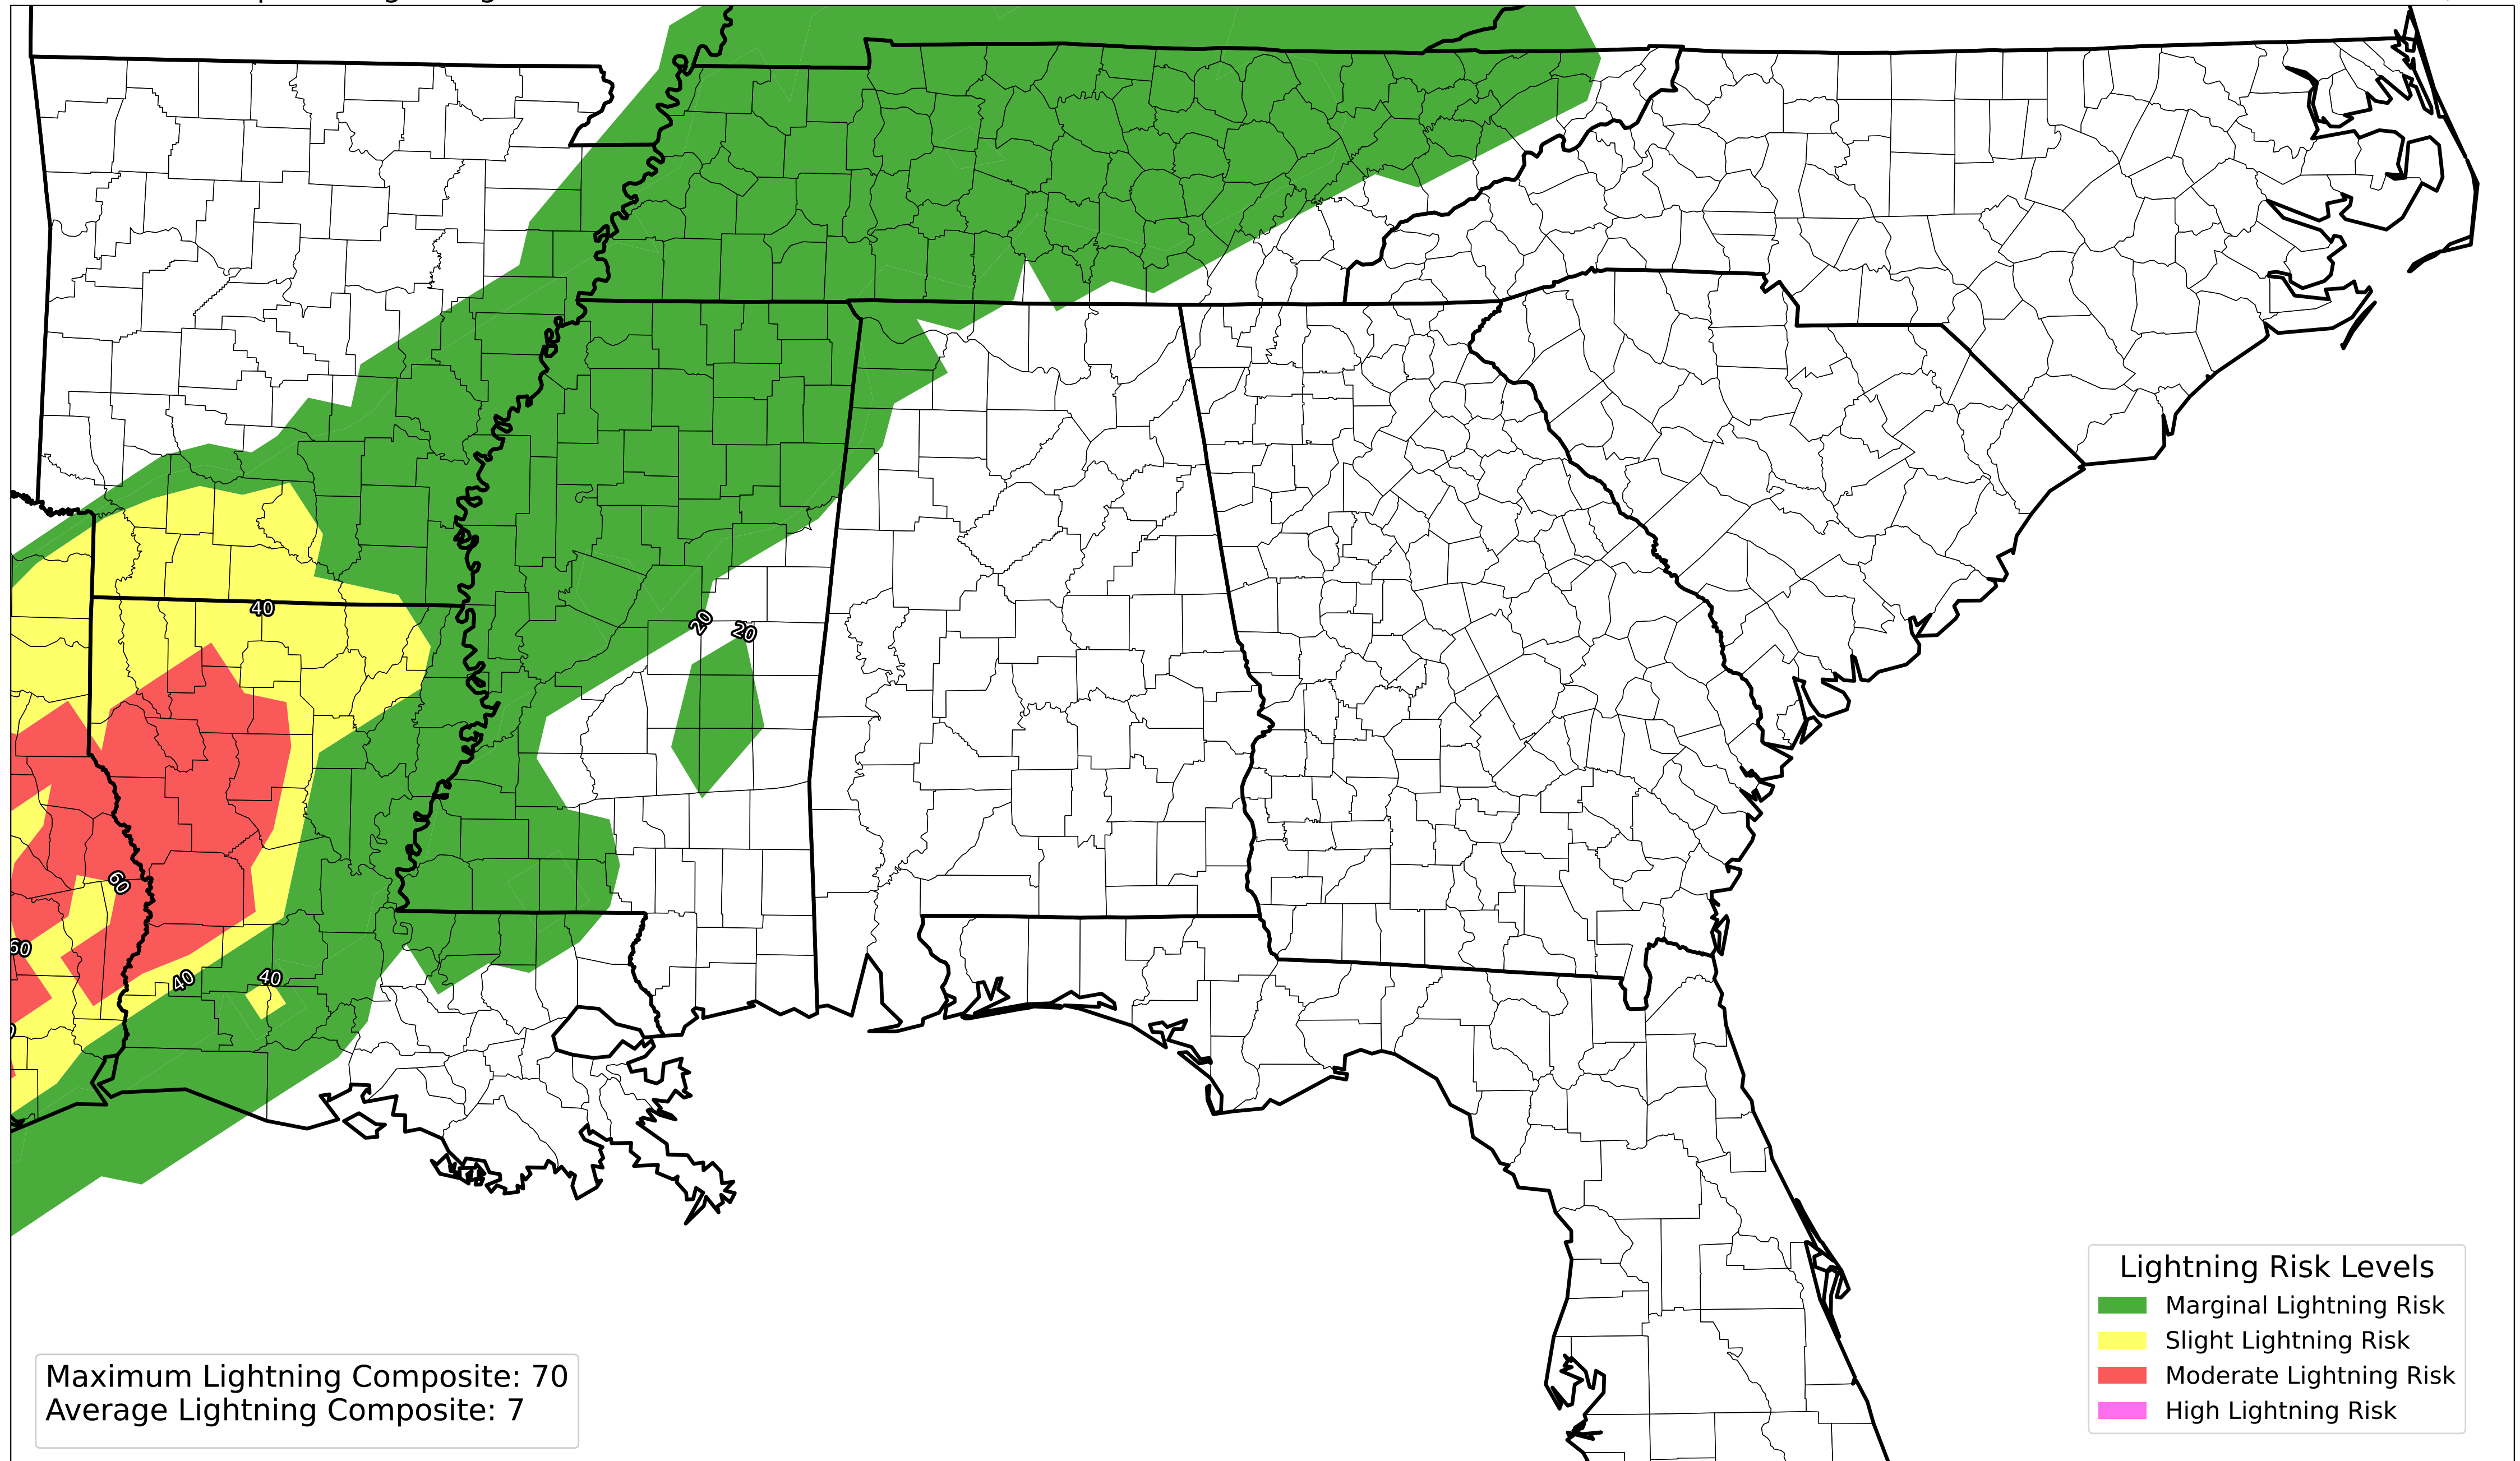 40
20
20
60
60
40
40
Lightning Risk Levels
Marginal Lightning Risk
Slight Lightning Risk
Moderate Lightning Risk
High Lightning Risk
Maximum Lightning Composite: 70
Average Lightning Composite: 7